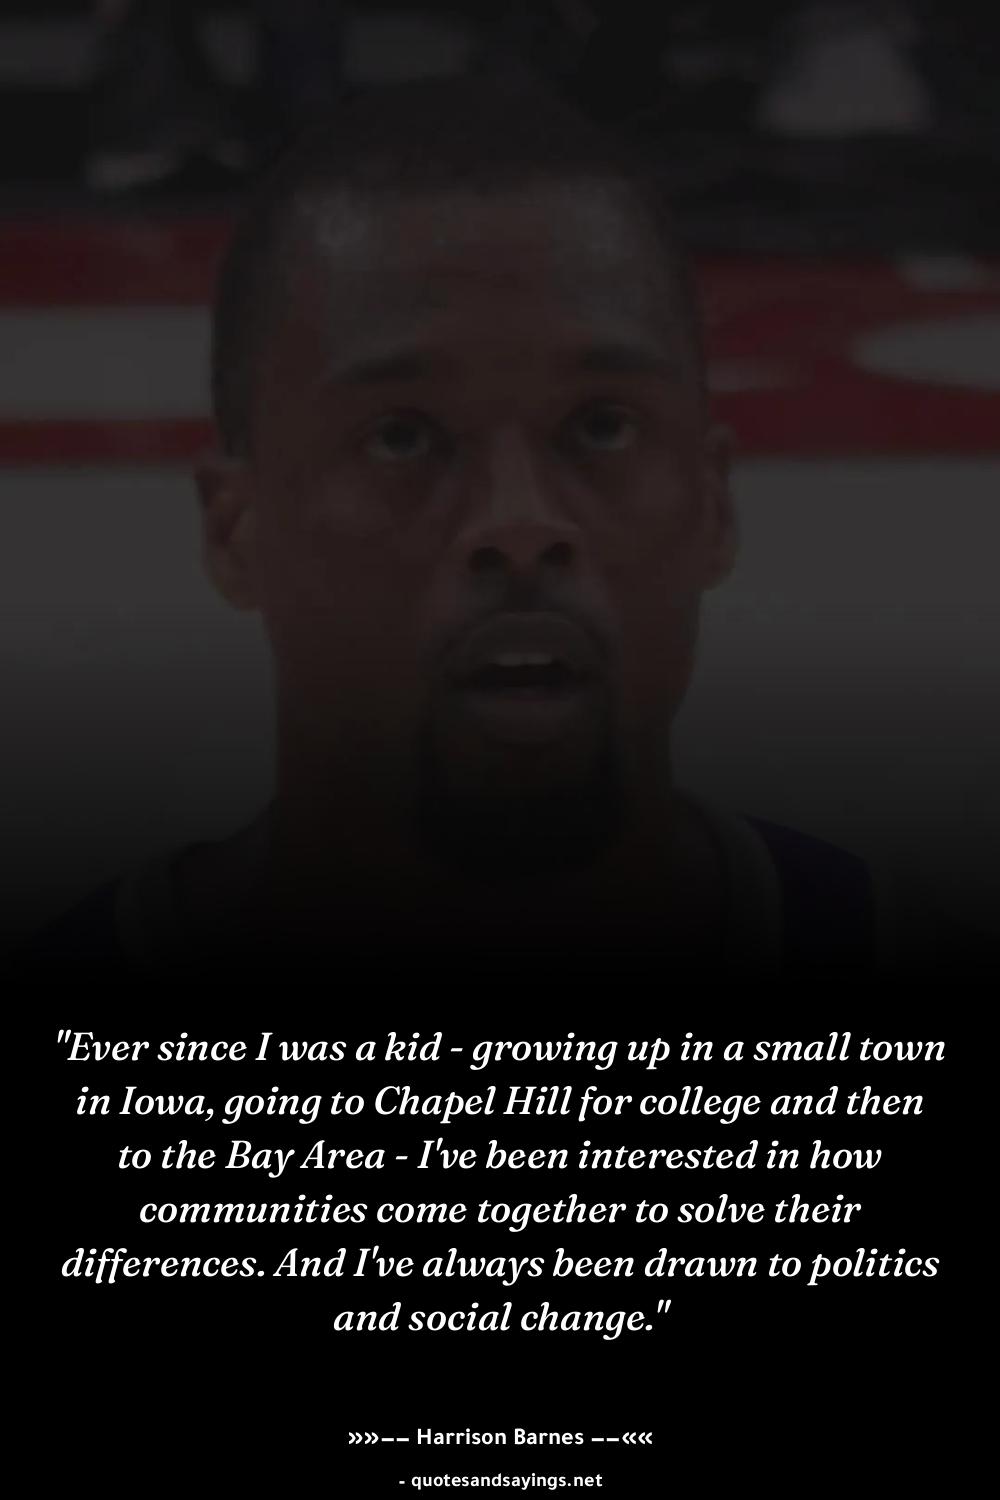 "Ever since I was a kid - growing up in a small town
in Iowa, going to Chapel Hill for college and then
to the Bay Area - I've been interested in how
communities come together to solve their
differences. And I've always been drawn to politics
and social change."
»»−− Harrison Barnes −−««
- quotesandsayings.net